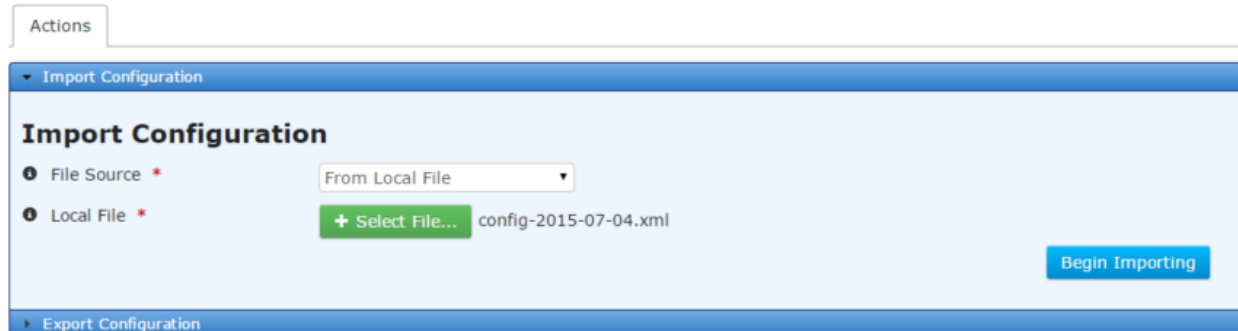 Actions
Import Configuration
Import Configuration
File Source *
From Local File
Local File *
+ Select File... config-2015-07-04.xml
Begin Importing
Export Configuration